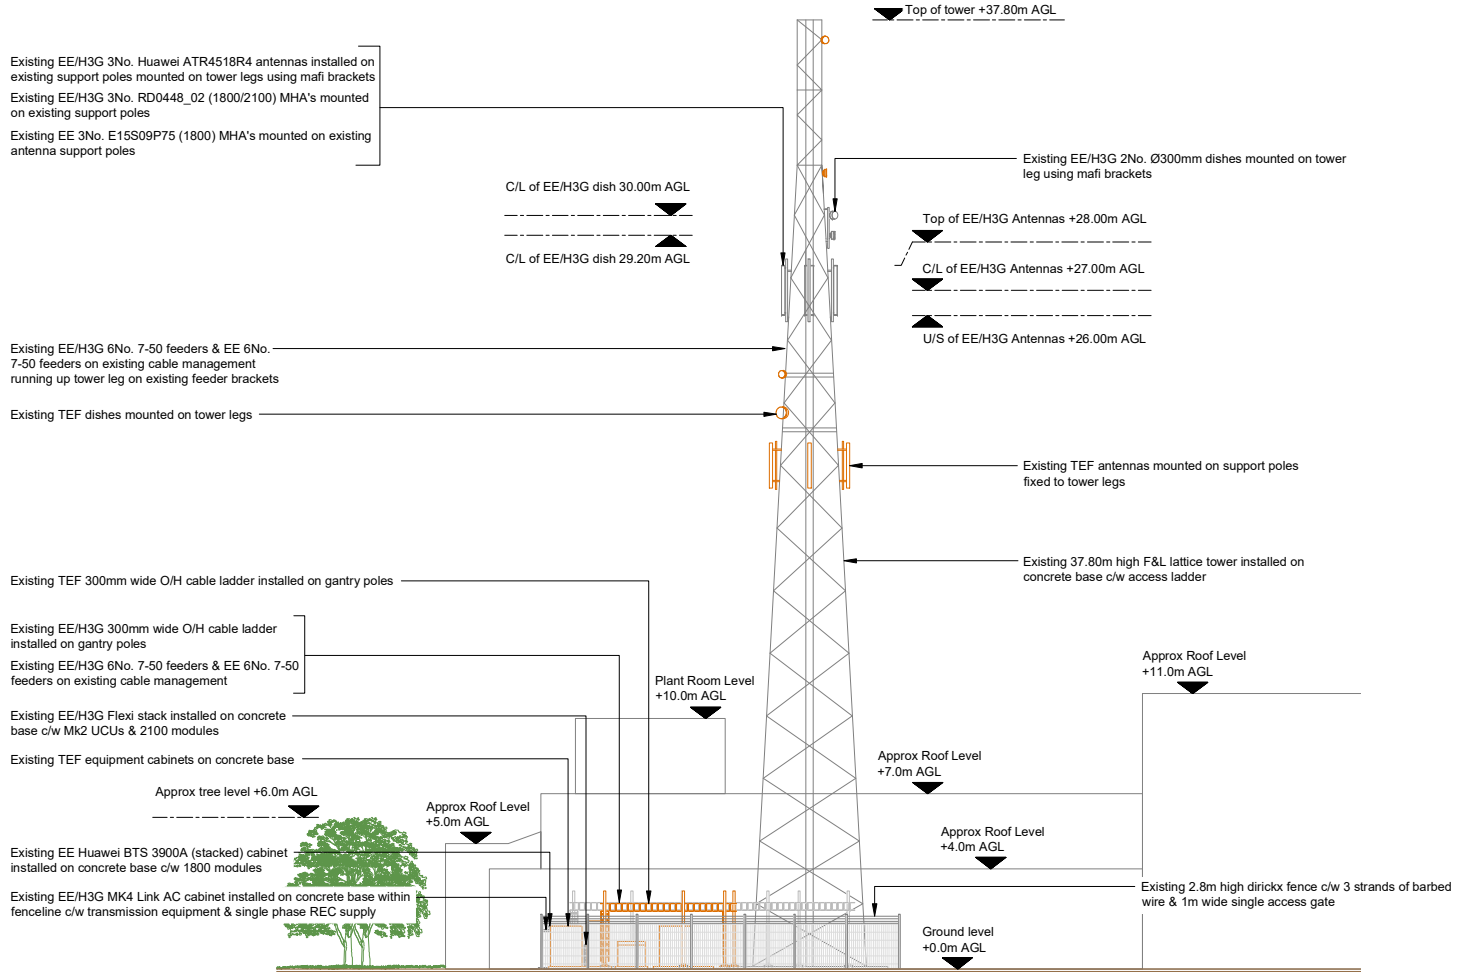 Top of tower +37.80m AGL
Existing EE/H3G 3No. Huawei ATR4518R4 antennas installed on
existing support poles mounted on tower legs using mafi brackets
Existing EE/H3G 3No. RD0448_02 (1800/2100) MHA's mounted
on existing support poles
Existing EE 3No. E15S09P75 (1800) MHA's mounted on existing
antenna support poles
Existing EE/H3G 2No. Ø300mm dishes mounted on tower
leg using mafi brackets
C/L of EE/H3G dish 30.00m AGL
C/L of EE/H3G dish 29.20m AGL
Top of EE/H3G Antennas +28.00m AGL
C/L of EE/H3G Antennas +27.00m AGL
U/S of EE/H3G Antennas +26.00m AGL
Existing EE/H3G 6No. 7-50 feeders & EE 6No.
7-50 feeders on existing cable management
running up tower leg on existing feeder brackets
Existing TEF dishes mounted on tower legs
Existing TEF antennas mounted on support poles
fixed to tower legs
Existing 37.80m high F&L lattice tower installed on
concrete base c/w access ladder
Existing TEF 300mm wide O/H cable ladder installed on gantry poles
Existing EE/H3G 300mm wide O/H cable ladder
installed on gantry poles
Existing EE/H3G 6No. 7-50 feeders & EE 6No. 7-50
feeders on existing cable management
Approx Roof Level
+11.0m AGL
Plant Room Level
+10.0m AGL
Existing EE/H3G Flexi stack installed on concrete
base c/w Mk2 UCUs & 2100 modules
Existing TEF equipment cabinets on concrete base
Approx Roof Level
+7.0m AGL
Approx tree level +6.0m AGL
Approx Roof Level
+5.0m AGL
Approx Roof Level
+4.0m AGL
Existing EE Huawei BTS 3900A (stacked) cabinet
installed on concrete base c/w 1800 modules
Existing EE/H3G MK4 Link AC cabinet installed on concrete base within
fenceline c/w transmission equipment & single phase REC supply
Existing 2.8m high dirickx fence c/w 3 strands of barbed
wire & 1m wide single access gate
Ground level
+0.0m AGL